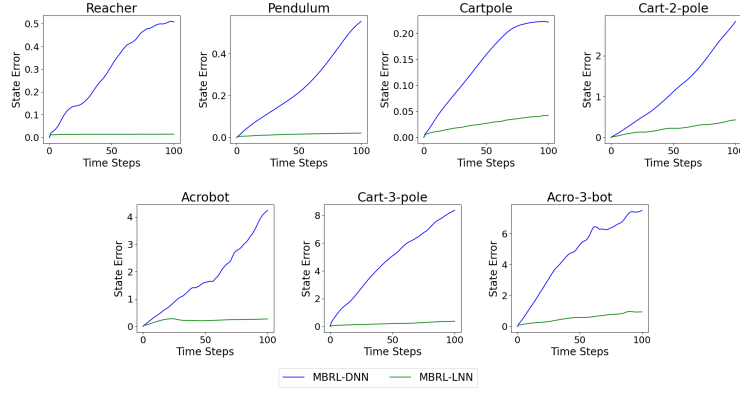 Reacher Pendulum Cartpole Cart-2-pole
State Error State Error State Error State Error
0.5 0.4 0.3 0.2 0.1 0.0
0.4 0.2 0.0
0.20 0.15 0.10 0.05 0.00
2 1 0
0 50 100 0 50 100 0 50 100 0 50 100
Time Steps Time Steps Time Steps Time Steps
Acrobot Cart-3-pole Acro-3-bot
State Error State Error State Error
4 3 2 1 0
8 6 4 2 0
6 4 2 0
0 50 100 0 50 100 0 50 100
Time Steps Time Steps Time Steps
MBRL-DNN MBRL-LNN